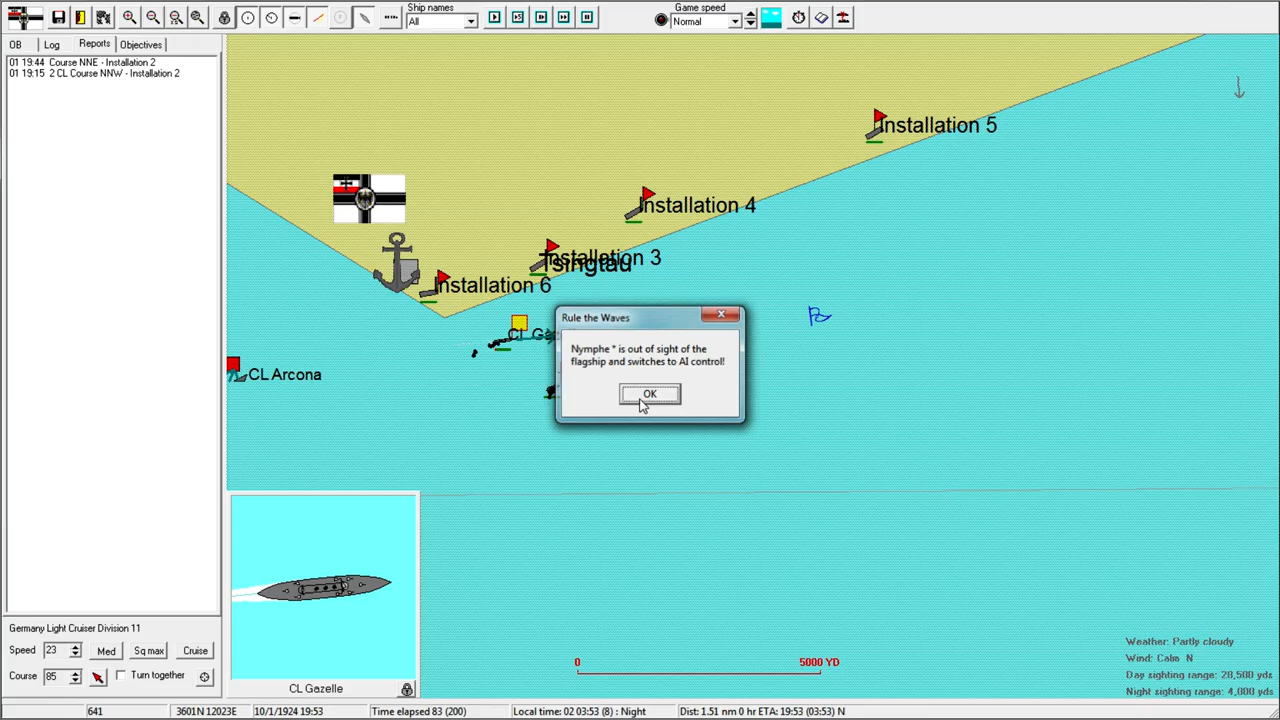 Ship names
All
Game speed
Normal
OB
Log
Reports
Objectives
01 19:44 Course NNE - Installation 2
01 19:15 2 CL Course NNW - Installation 2
Installation 5
Installation 4
Installation 3
Tsingtau
Installation 6
CL Ga
CL Arcona
Rule the Waves
Nymphe * is out of sight of the
flagship and switches to AI control!
OK
Germany Light Cruiser Division 11
Speed 23 Med Sq max Cruise
Course 85 Turn together
CL Gazelle
0 5000 YD
Weather: Partly cloudy
Wind: Calm N
Day sighting range: 20,500 yds
Night sighting range: 4,000 yds
641 3601N 12023E 10/1/1924 19:53 Time elapsed 83 (200) Local time: 02 03:53 (8) : Night Dist: 1.51 nm 0 hr ETA: 19:53 (03:53) N